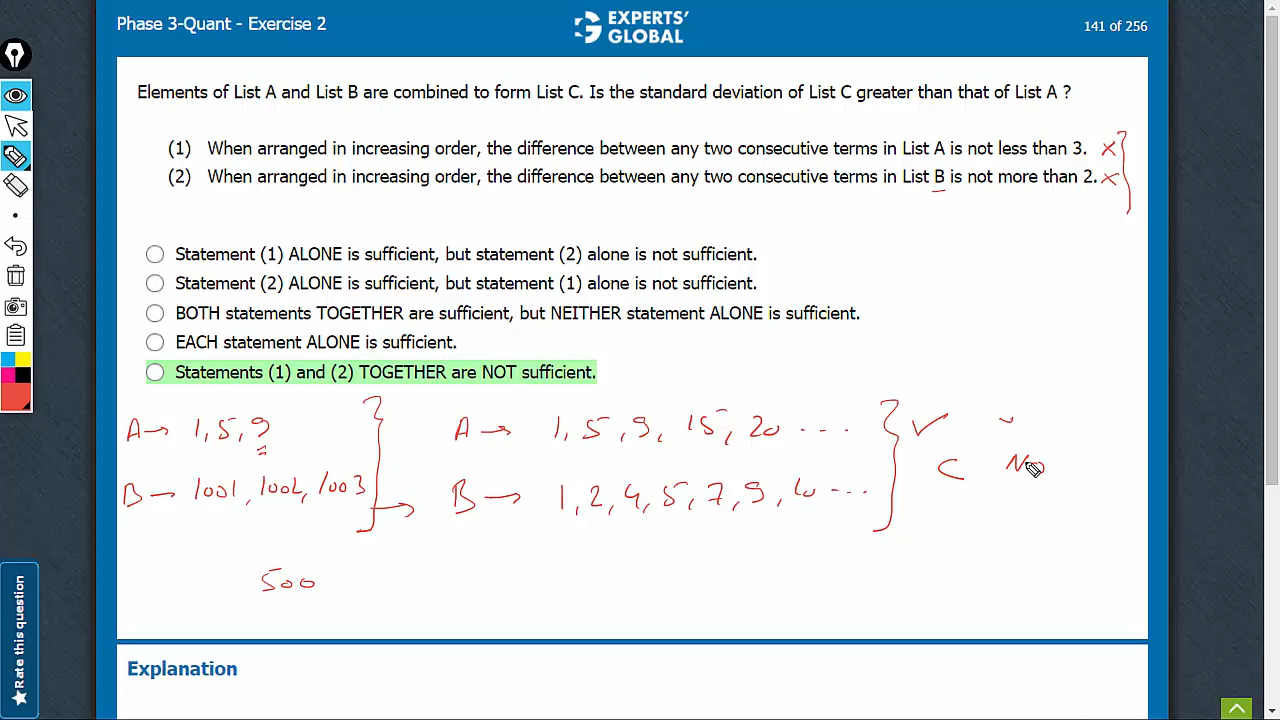 Phase 3-Quant - Exercise 2
EXPERTS'
GLOBAL
141 of 256
Elements of List A and List B are combined to form List C. Is the standard deviation of List C greater than that of List A ?
(1) When arranged in increasing order, the difference between any two consecutive terms in List A is not less than 3. ×
(2) When arranged in increasing order, the difference between any two consecutive terms in List B is not more than 2. ×
Statement (1) ALONE is sufficient, but statement (2) alone is not sufficient.
Statement (2) ALONE is sufficient, but statement (1) alone is not sufficient.
BOTH statements TOGETHER are sufficient, but NEITHER statement ALONE is sufficient.
EACH statement ALONE is sufficient.
Statements (1) and (2) TOGETHER are NOT sufficient.
A → 1, 5, 9
B → 1001, 1002, 1003
500
A → 1, 5, 9, 15, 20 ...
B → 1, 2, 4, 5, 7, 9, 10 ...
C No
Rate this question
Explanation